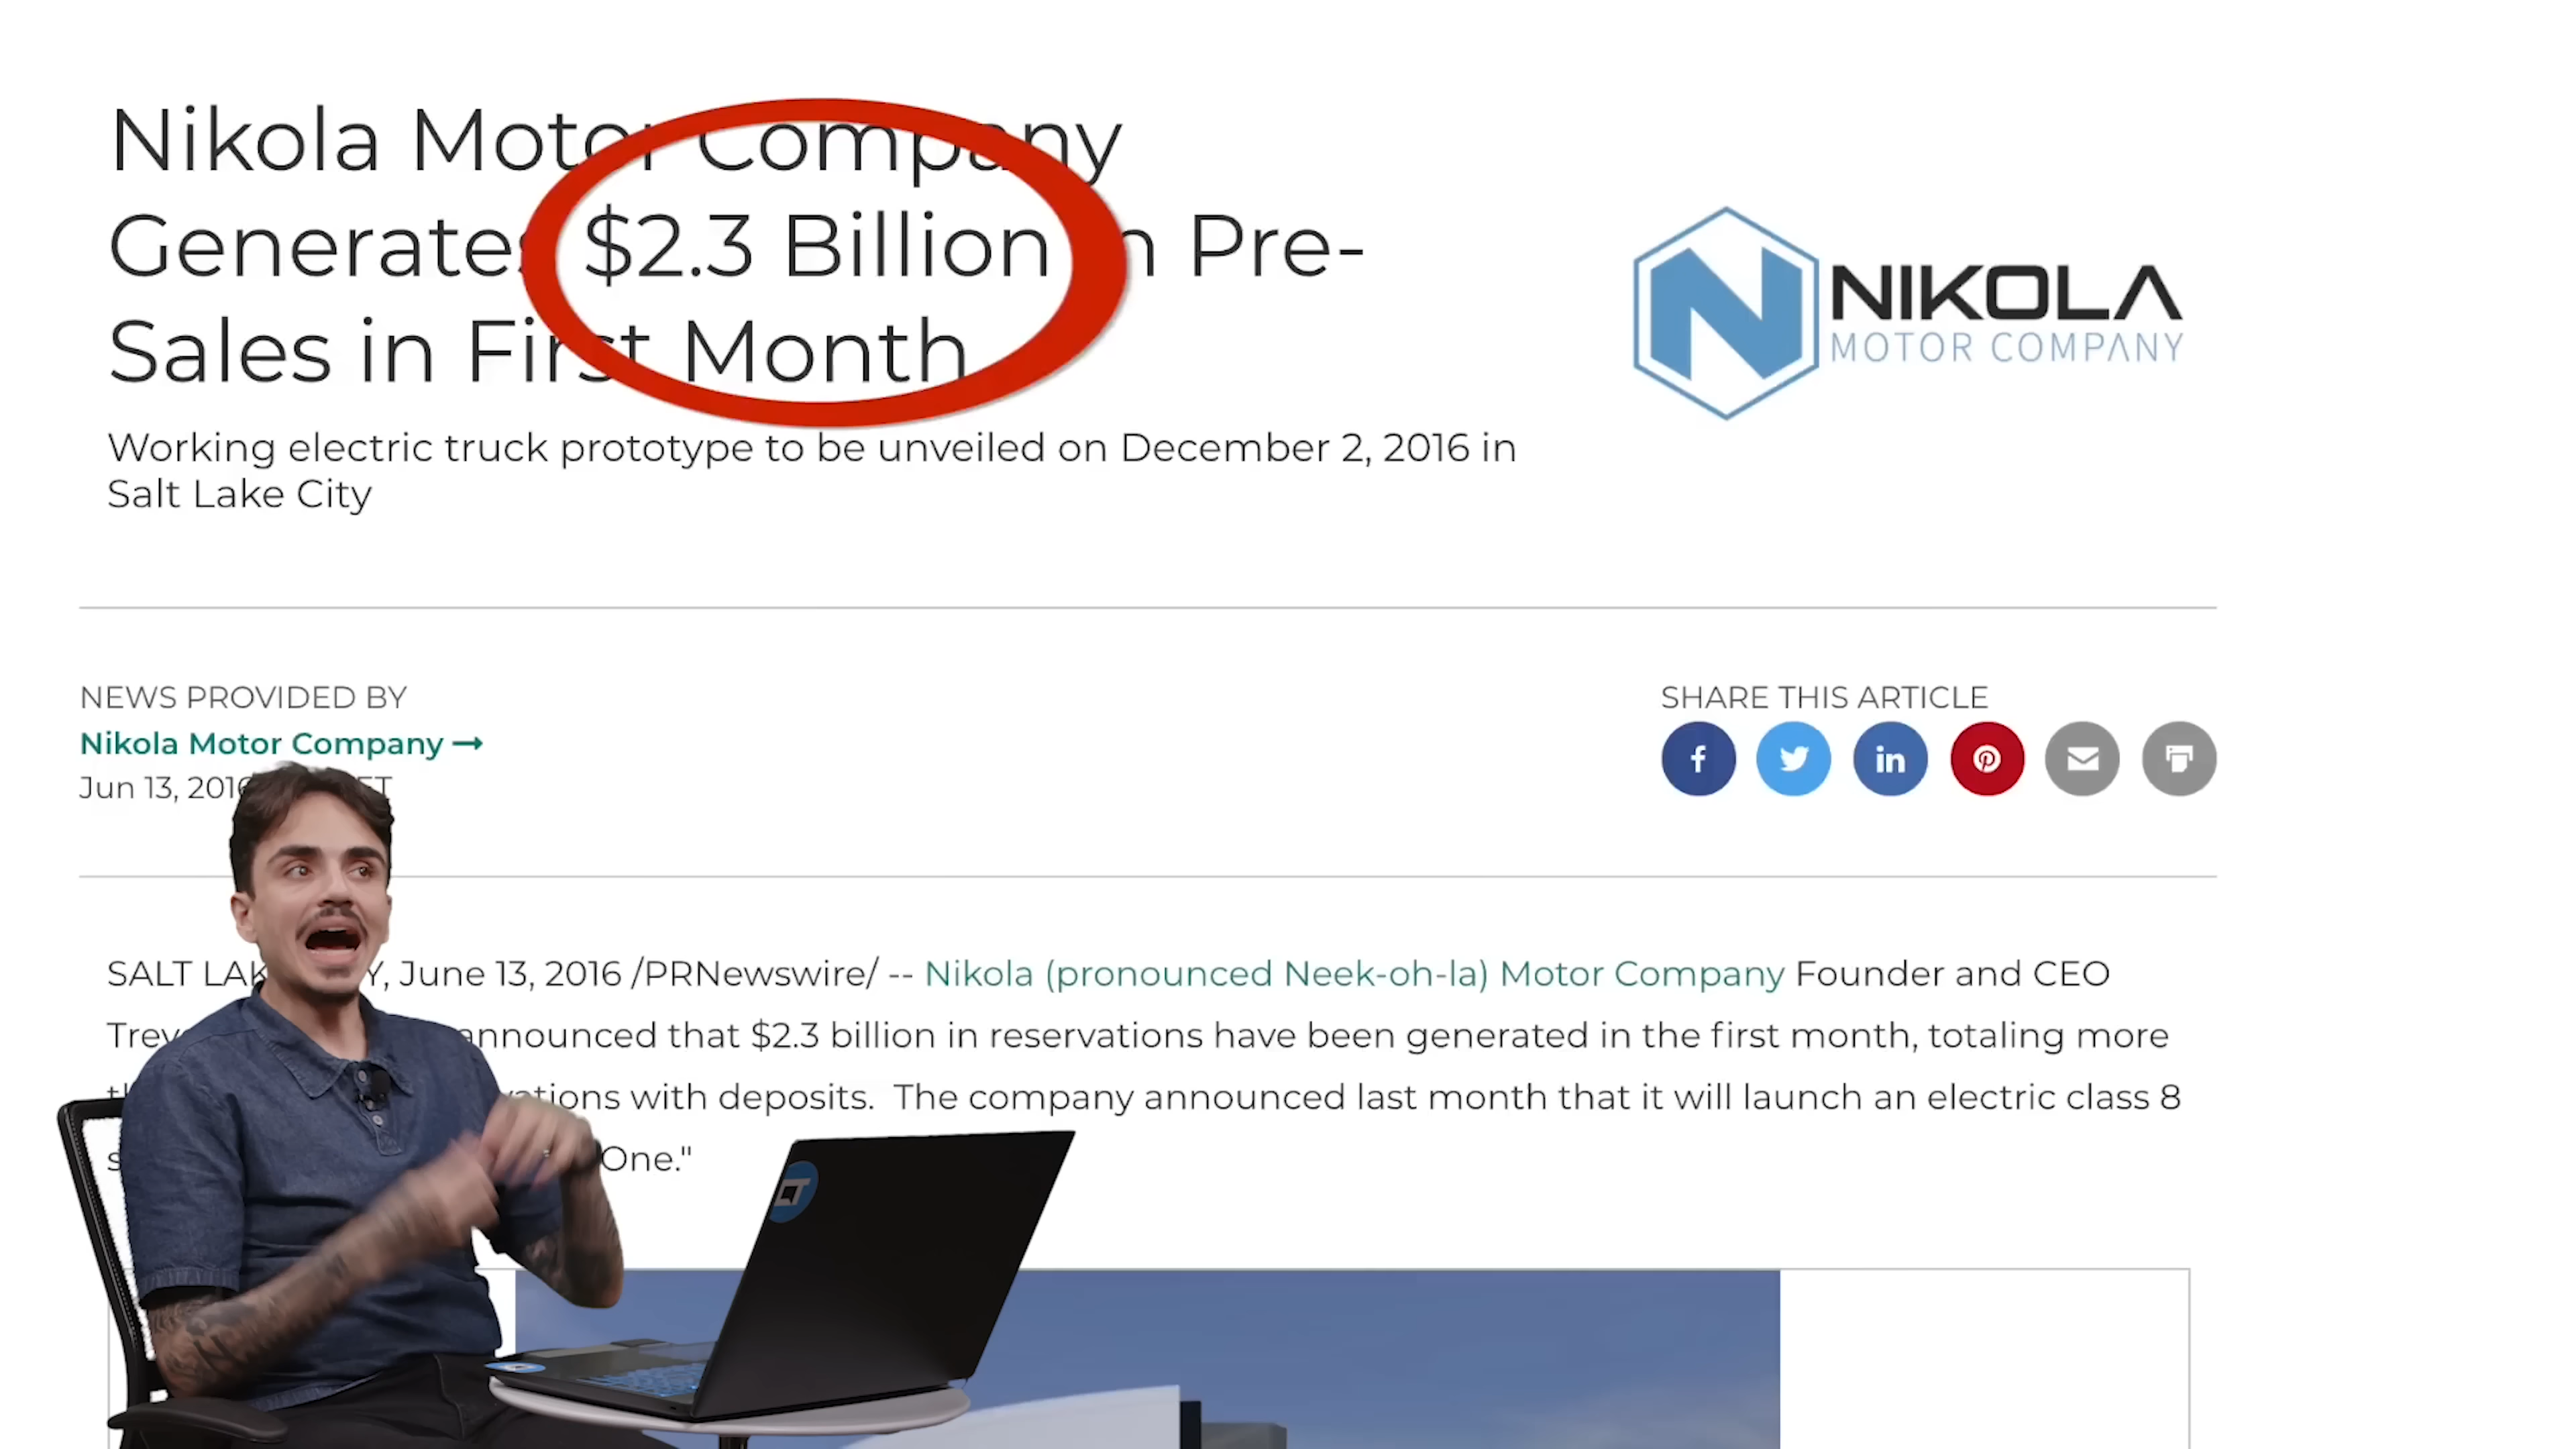 Nikola Motor Company
Generates $2.3 Billion in Pre-
Sales in First Month
Working electric truck prototype to be unveiled on December 2, 2016 in
Salt Lake City
NIKOLA
MOTOR COMPANY
NEWS PROVIDED BY
Nikola Motor Company →
Jun 13, 2016
SHARE THIS ARTICLE
SALT LAKE CITY, June 13, 2016 /PRNewswire/ -- Nikola (pronounced Neek-oh-la) Motor Company Founder and CEO
announced that $2.3 billion in reservations have been generated in the first month, totaling more
with deposits. The company announced last month that it will launch an electric class 8
One."